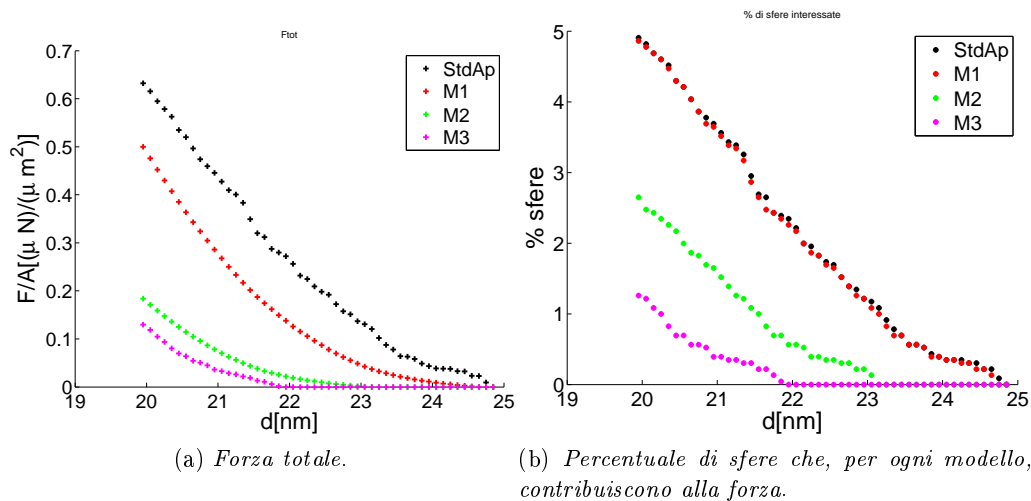 Ftot
0.7
0.6
0.5
0.4
0.3
0.2
0.1
0
F/A[(μ N)/(μ m²)]
19 20 21 22 23 24 25
d[nm]
StdAp
M1
M2
M3
(a) Forza totale.
% di sfere interessate
5
4
3
2
1
0
% sfere
19 20 21 22 23 24 25
d[nm]
StdAp
M1
M2
M3
(b) Percentuale di sfere che, per ogni modello,
contribuiscono alla forza.